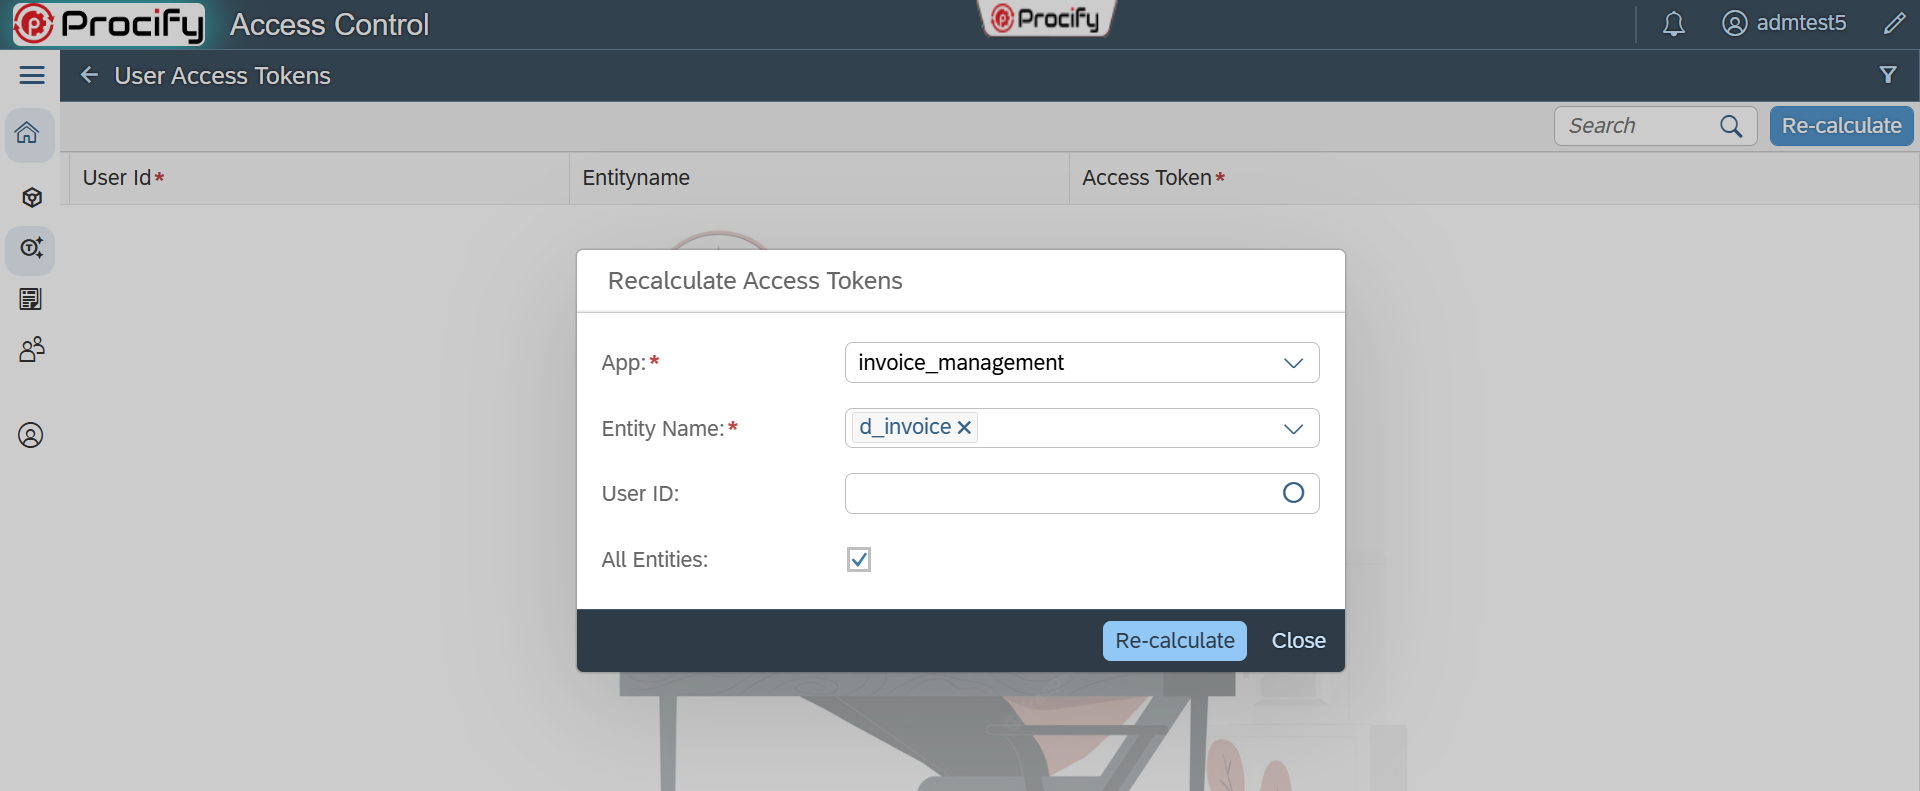 Procify Access Control Procify admtest5
User Access Tokens
Search Re-calculate
User Id* Entityname Access Token*
Recalculate Access Tokens
App:* invoice_management
Entity Name:* d_invoice
User ID:
All Entities:
Re-calculate Close